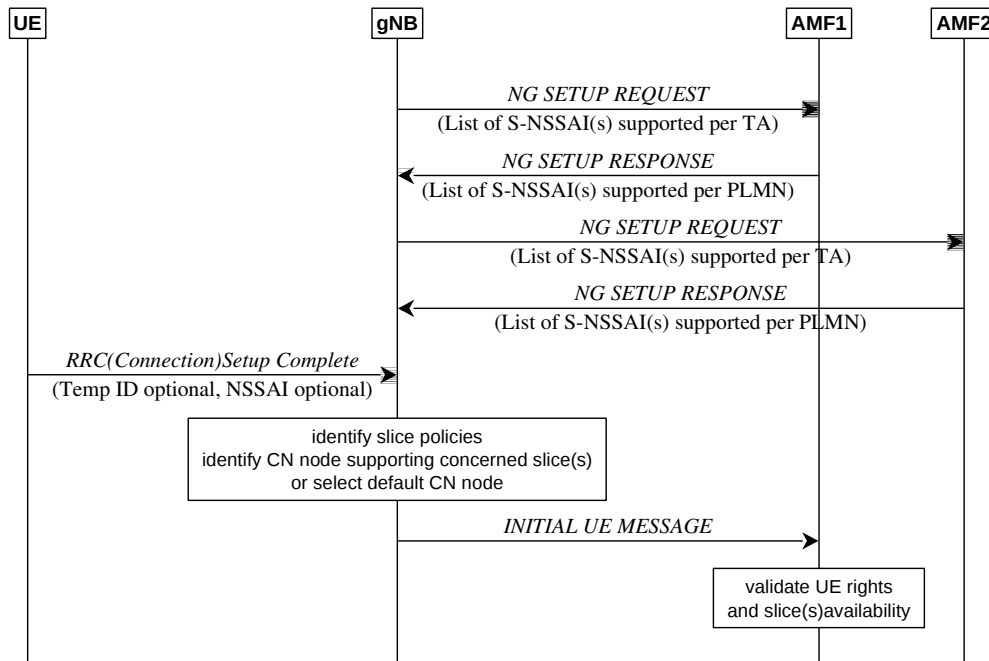 UE
gNB
AMF1
AMF2
NG SETUP REQUEST
(List of S-NSSAI(s) supported per TA)
NG SETUP RESPONSE
(List of S-NSSAI(s) supported per PLMN)
NG SETUP REQUEST
(List of S-NSSAI(s) supported per TA)
NG SETUP RESPONSE
(List of S-NSSAI(s) supported per PLMN)
RRC(Connection)Setup Complete
(Temp ID optional, NSSAI optional)
identify slice policies
identify CN node supporting concerned slice(s)
or select default CN node
INITIAL UE MESSAGE
validate UE rights
and slice(s)availability